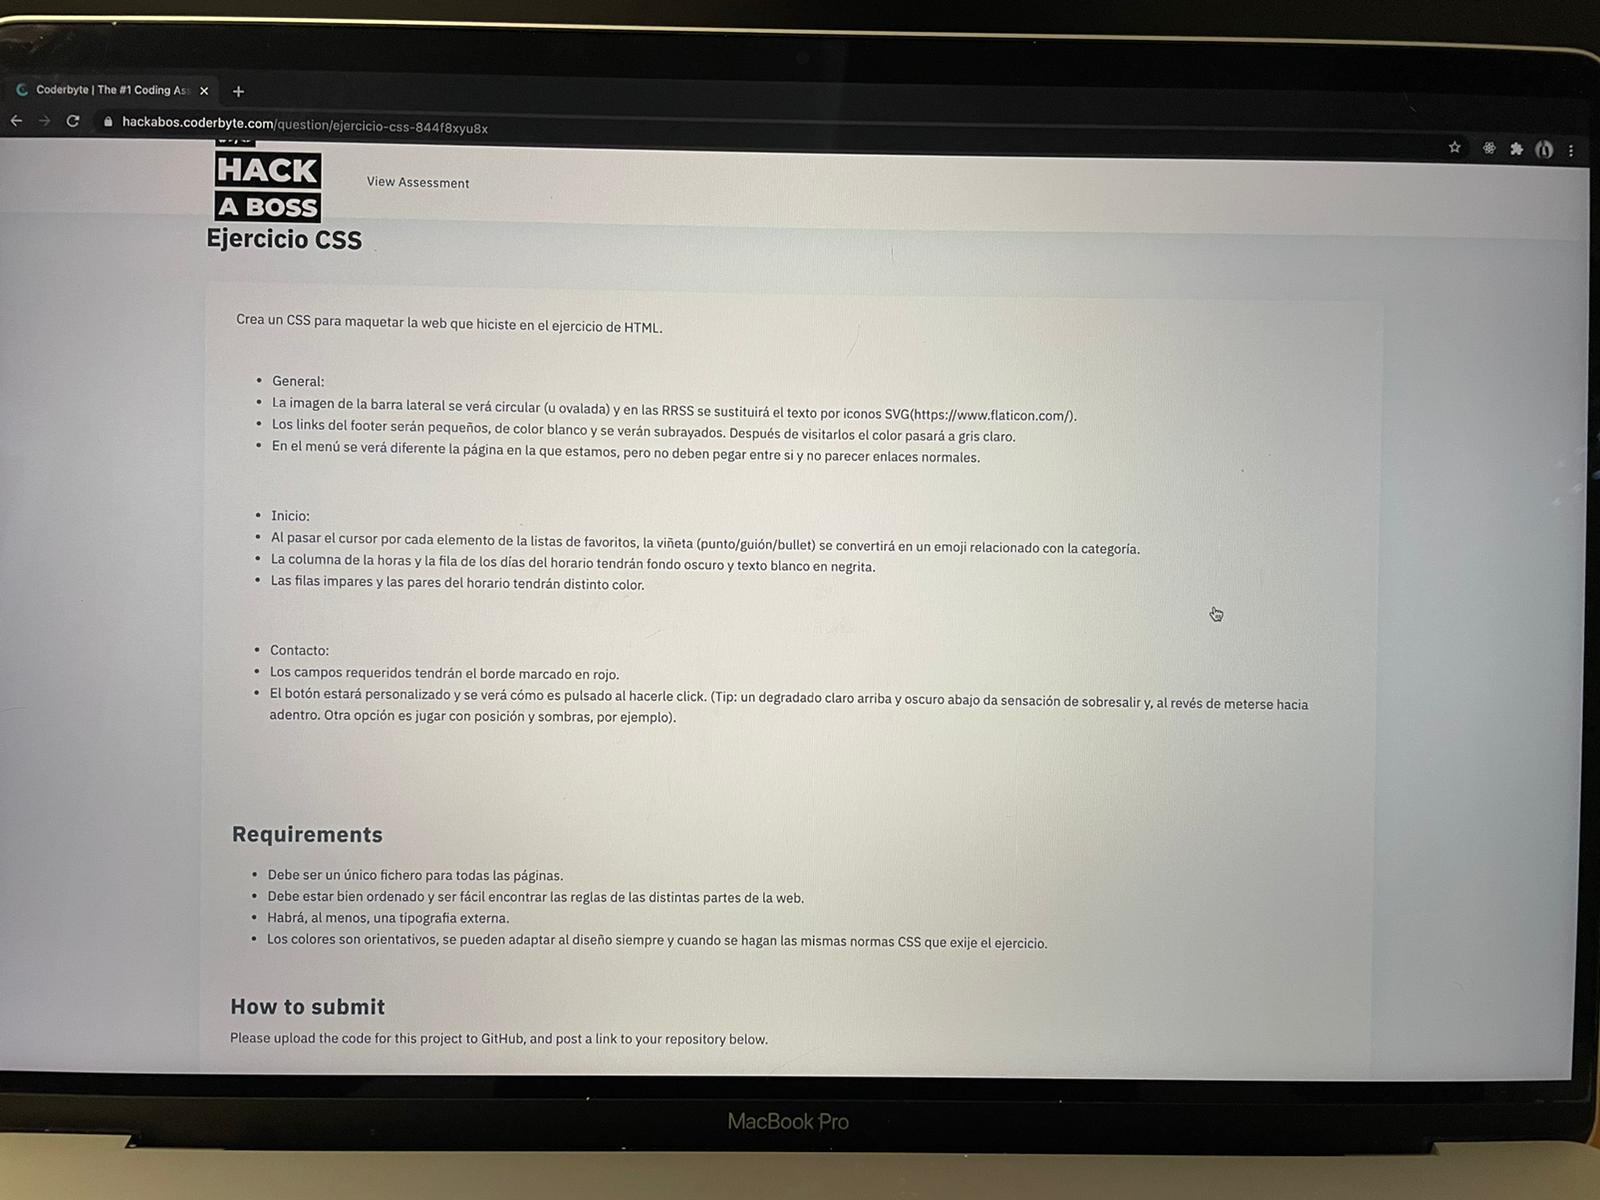 Coderbyte | The #1 Coding Ass
hackabos.coderbyte.com/question/ejercicio-css-844f8xyu8x
HACK
A BOSS
View Assessment
Ejercicio CSS
Crea un CSS para maquetar la web que hiciste en el ejercicio de HTML.
• General:
• La imagen de la barra lateral se verá circular (u ovalada) y en las RRSS se sustituirá el texto por iconos SVG(https://www.flaticon.com/).
• Los links del footer serán pequeños, de color blanco y se verán subrayados. Después de visitarlos el color pasará a gris claro.
• En el menú se verá diferente la página en la que estamos, pero no deben pegar entre si y no parecer enlaces normales.
• Inicio:
• Al pasar el cursor por cada elemento de la listas de favoritos, la viñeta (punto/guión/bullet) se convertirá en un emoji relacionado con la categoría.
• La columna de la horas y la fila de los días del horario tendrán fondo oscuro y texto blanco en negrita.
• Las filas impares y las pares del horario tendrán distinto color.
• Contacto:
• Los campos requeridos tendrán el borde marcado en rojo.
• El botón estará personalizado y se verá cómo es pulsado al hacerle click. (Tip: un degradado claro arriba y oscuro abajo da sensación de sobresalir y, al revés de meterse hacia
adentro. Otra opción es jugar con posición y sombras, por ejemplo).
Requirements
• Debe ser un único fichero para todas las páginas.
• Debe estar bien ordenado y ser fácil encontrar las reglas de las distintas partes de la web.
• Habrá, al menos, una tipografia externa.
• Los colores son orientativos, se pueden adaptar al diseño siempre y cuando se hagan las mismas normas CSS que exije el ejercicio.
How to submit
Please upload the code for this project to GitHub, and post a link to your repository below.
MacBook Pro